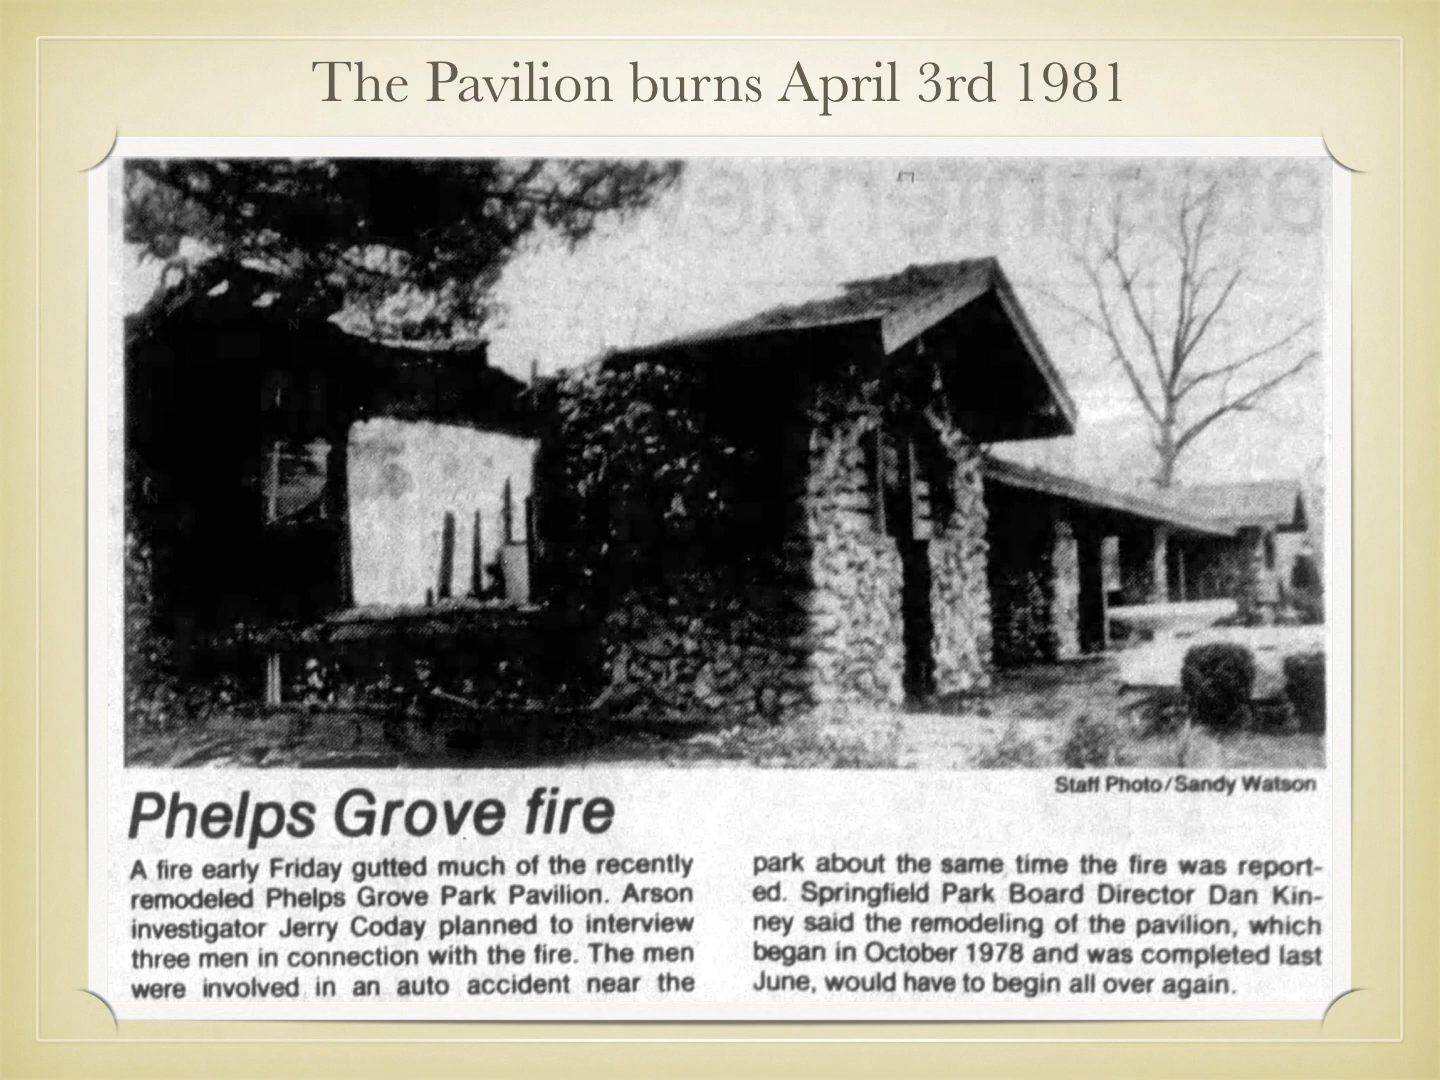 The Pavilion burns April 3rd 1981
Staff Photo/Sandy Watson
Phelps Grove fire
A fire early Friday gutted much of the recently
remodeled Phelps Grove Park Pavilion. Arson
investigator Jerry Coday planned to interview
three men in connection with the fire. The men
were involved in an auto accident near the
park about the same time the fire was report-
ed. Springfield Park Board Director Dan Kin-
ney said the remodeling of the pavilion, which
began in October 1978 and was completed last
June, would have to begin all over again.